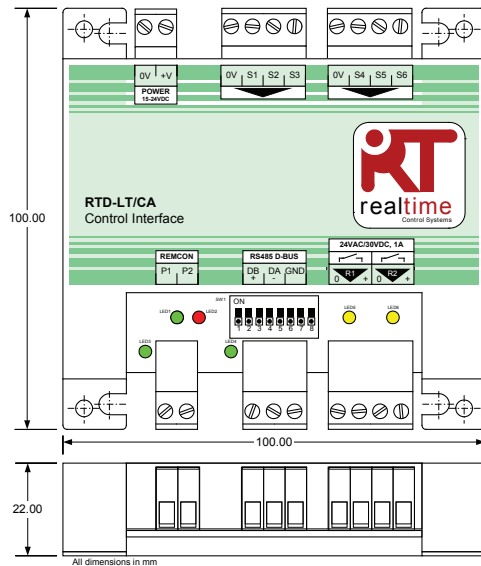 0V +V
POWER
15-24VDC
0V S1 S2 S3
0V S4 S5 S6
RT
realtime
Control Systems
RTD-LT/CA
Control Interface
100.00
REMCON
P1 P2
RS485 D-BUS
DB DA GND
+ -
24VAC/30VDC, 1A
R1 R2
0 + 0 +
SW1
ON
1 2 3 4 5 6 7 8
LED1
LED2
LED5
LED6
LED3
LED4
100.00
22.00
All dimensions in mm